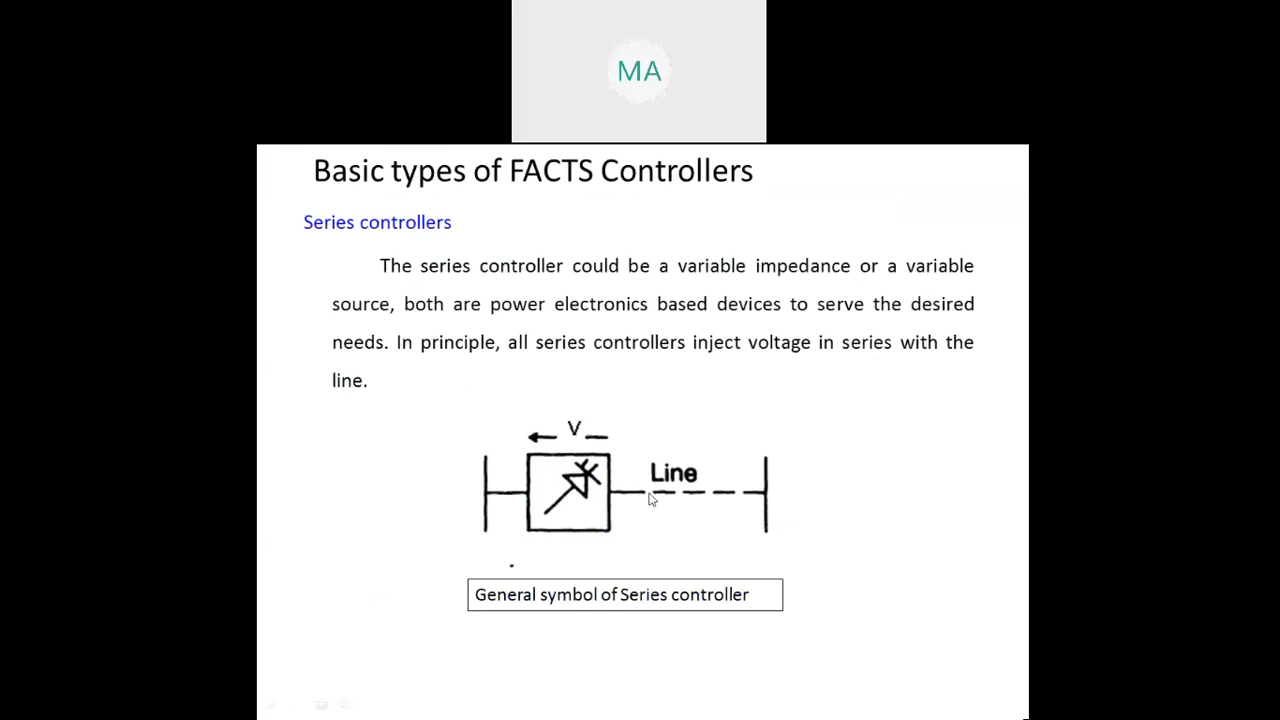 MA
Basic types of FACTS Controllers
Series controllers
The series controller could be a variable impedance or a variable
source, both are power electronics based devices to serve the desired
needs. In principle, all series controllers inject voltage in series with the
line.
V
Line
General symbol of Series controller